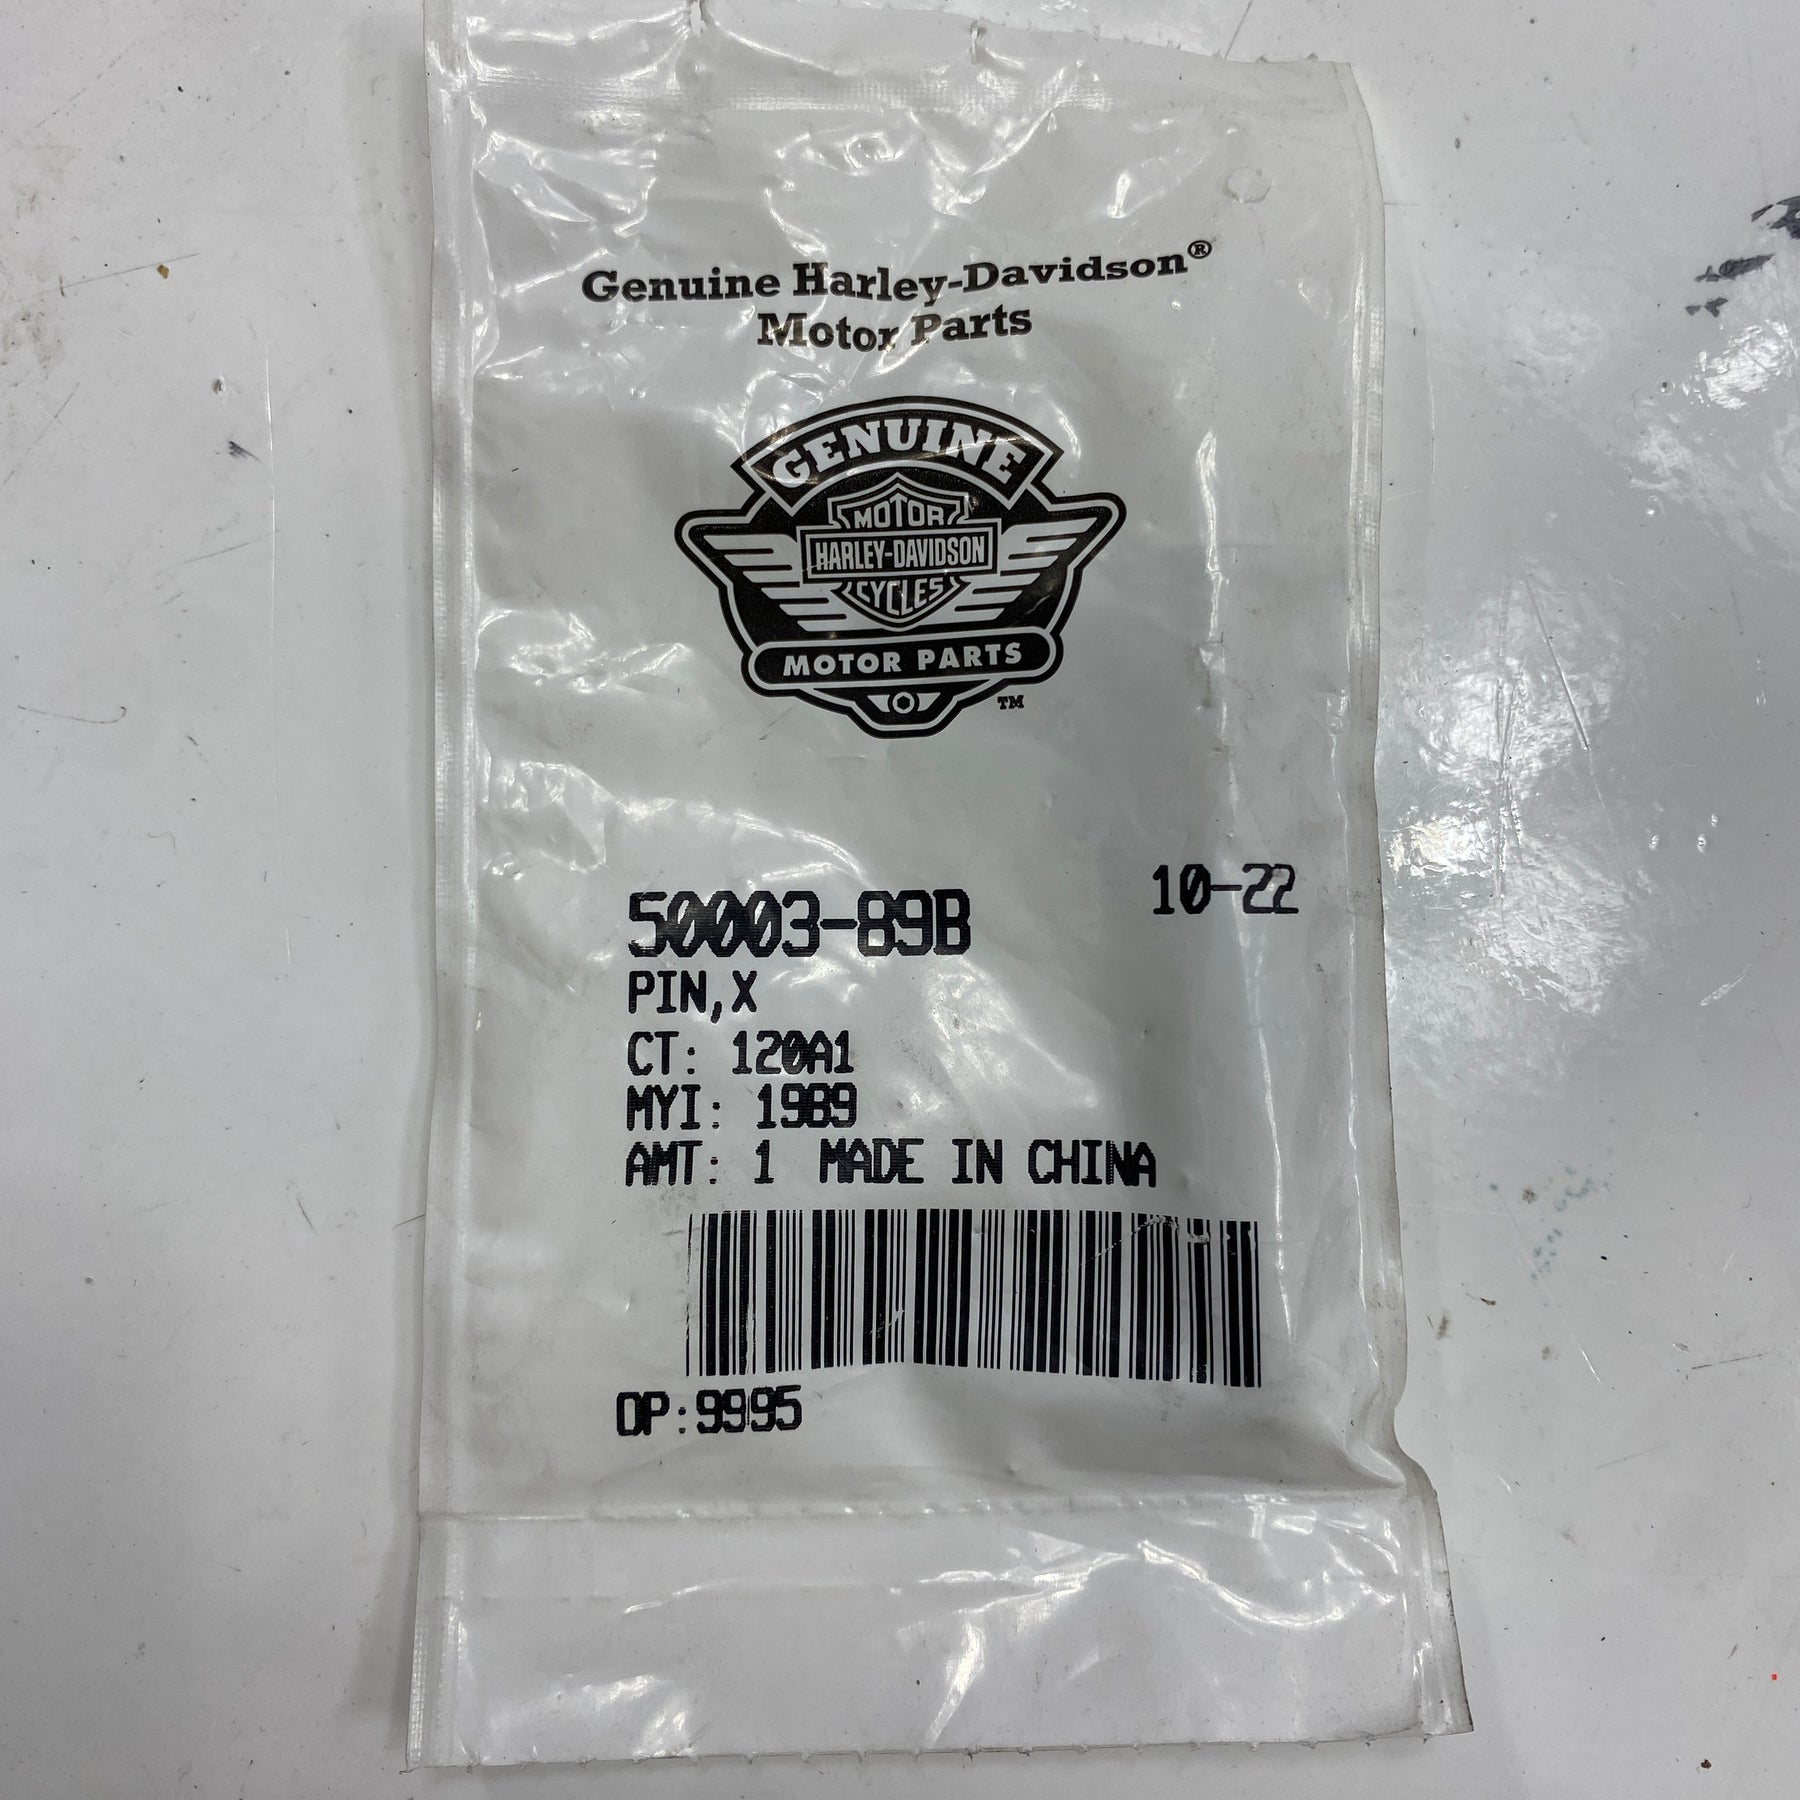 Genuine Harley-Davidson®
Motor Parts
GENUINE
MOTOR
HARLEY-DAVIDSON
CYCLES
MOTOR PARTS
™
10-22
50003-89B
PIN,X
CT: 120A1
MYI: 1989
AMT: 1 MADE IN CHINA
OP:9995